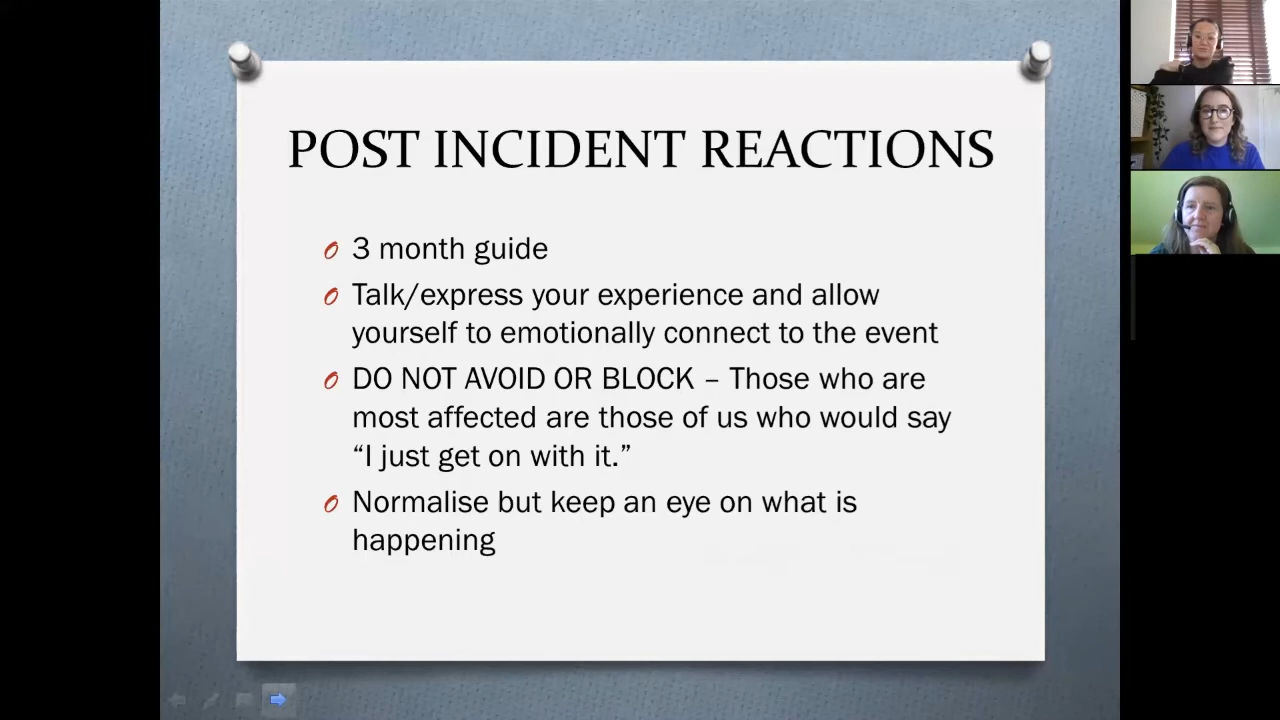 POST INCIDENT REACTIONS
3 month guide
Talk/express your experience and allow
yourself to emotionally connect to the event
DO NOT AVOID OR BLOCK – Those who are
most affected are those of us who would say
“I just get on with it.”
Normalise but keep an eye on what is
happening